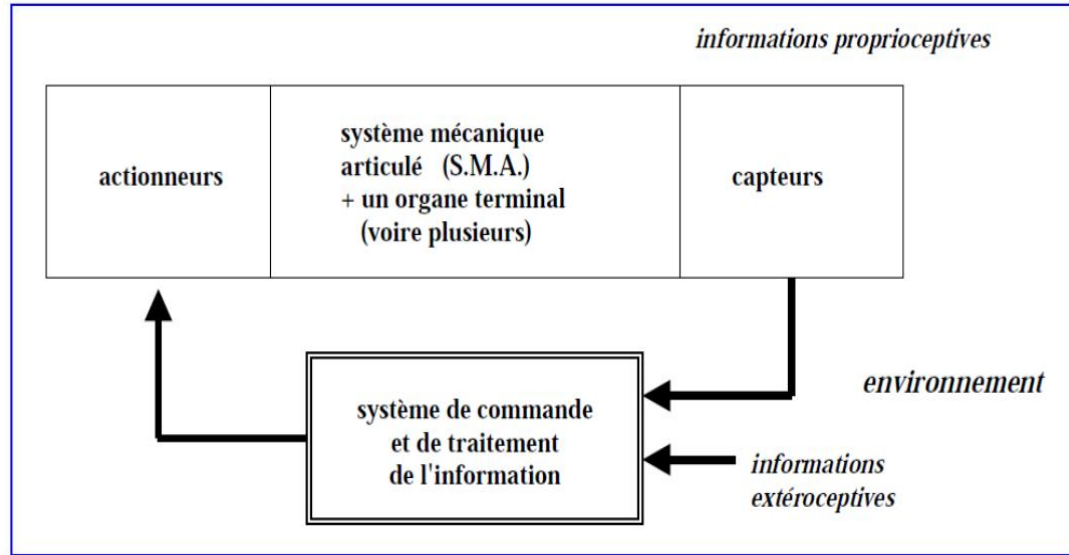 informations proprioceptives
actionneurs
système mécanique
articulé (S.M.A.)
+ un organe terminal
(voire plusieurs)
capteurs
système de commande
et de traitement
de l'information
environnement
informations
extéroceptives